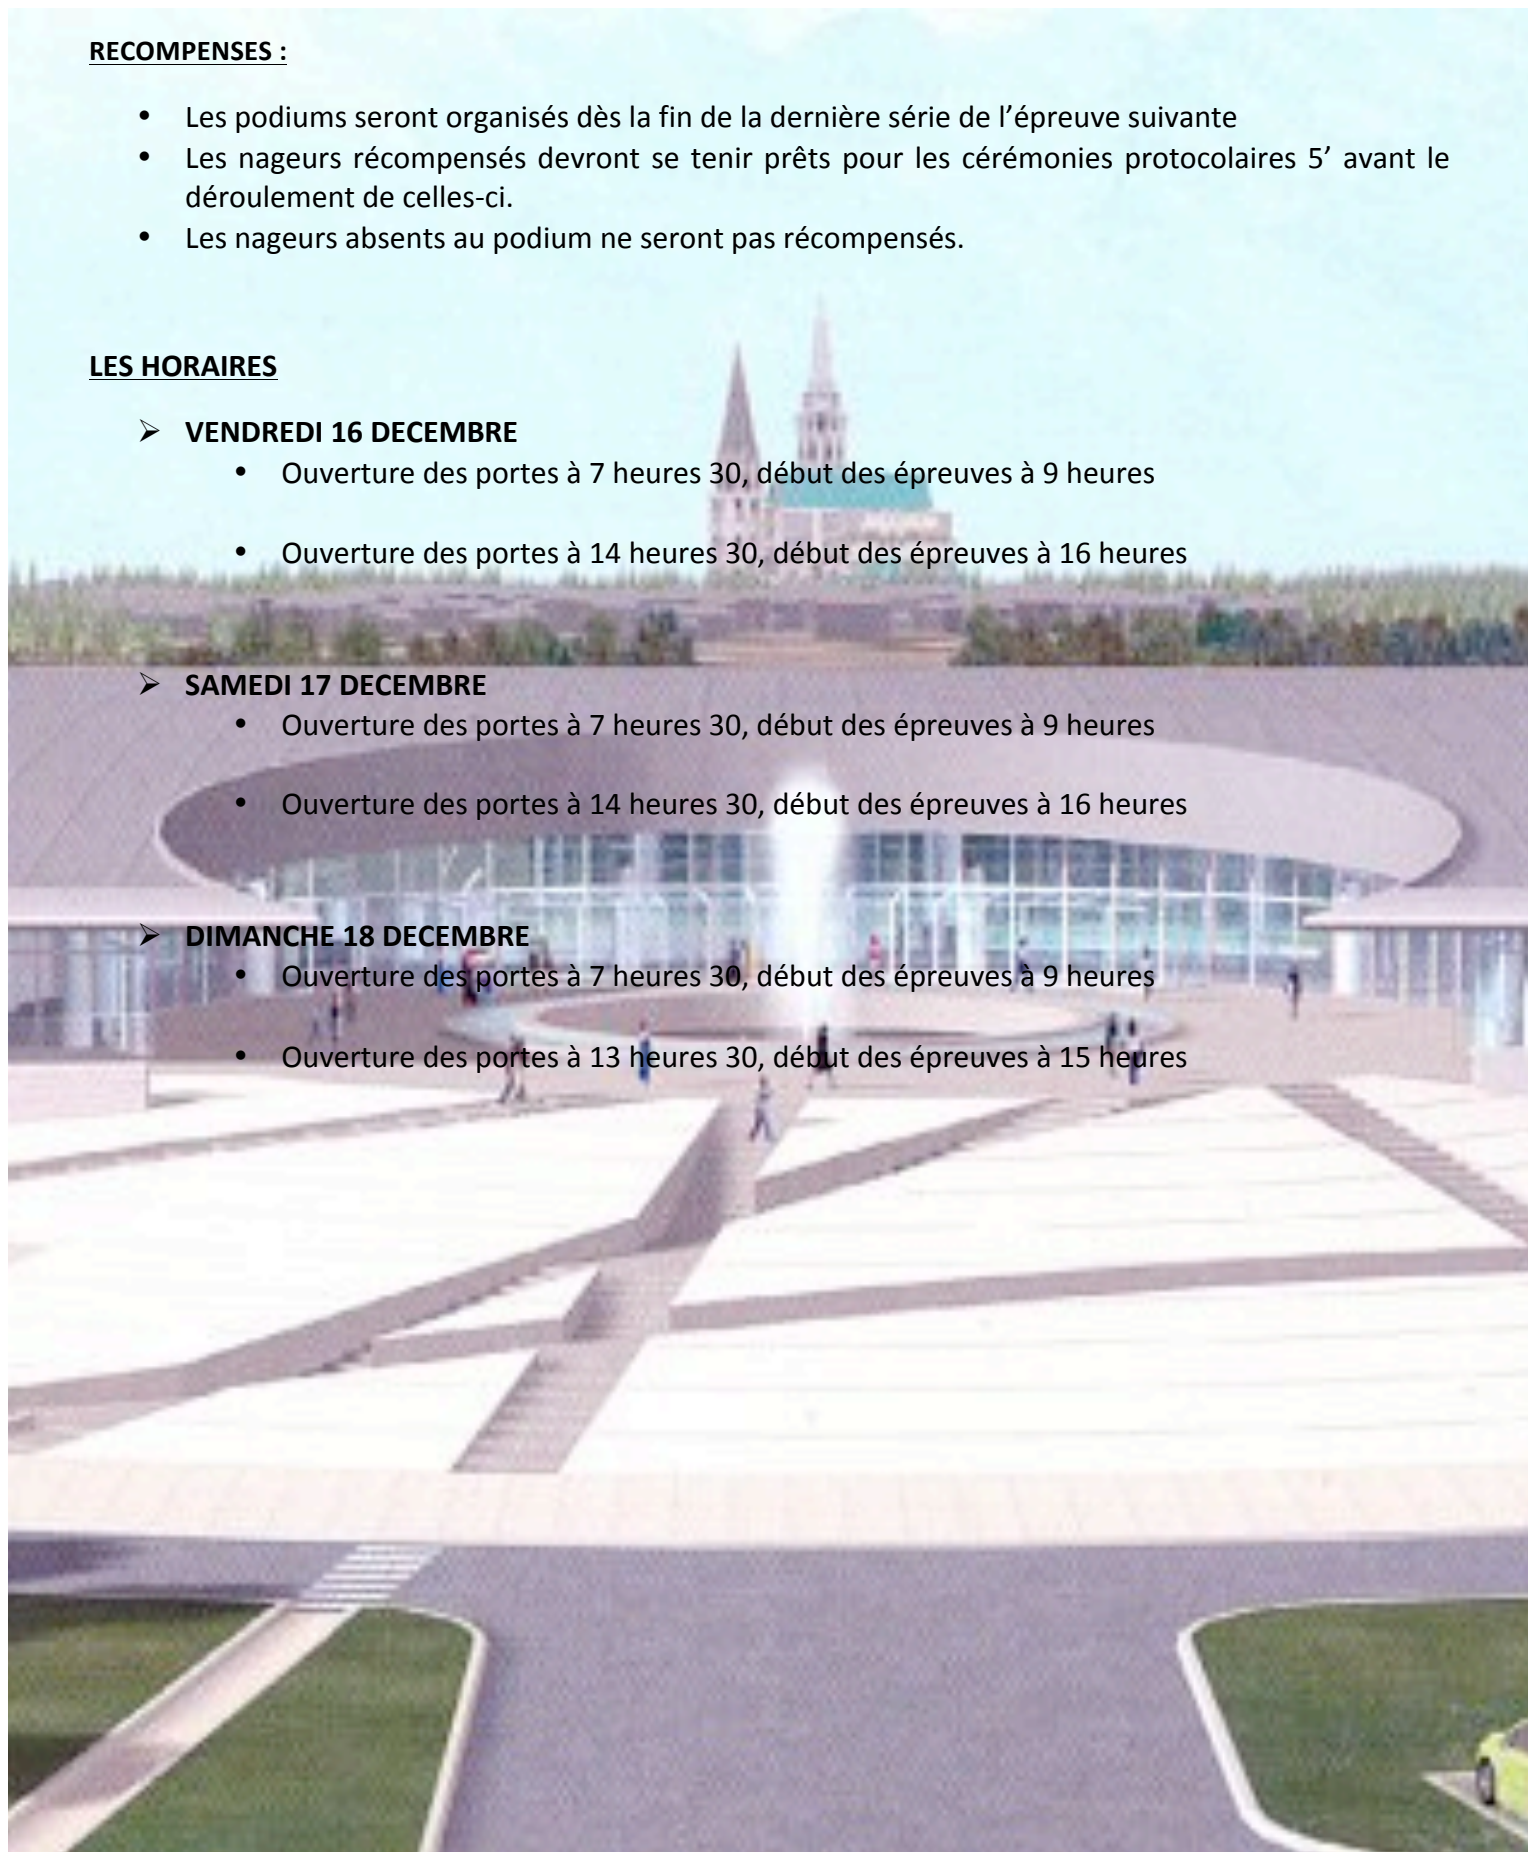 RECOMPENSES :
• Les podiums seront organisés dès la fin de la dernière série de l’épreuve suivante
• Les nageurs récompensés devront se tenir prêts pour les cérémonies protocolaires 5’ avant le
déroulement de celles-ci.
• Les nageurs absents au podium ne seront pas récompensés.
LES HORAIRES
➢ VENDREDI 16 DECEMBRE
• Ouverture des portes à 7 heures 30, début des épreuves à 9 heures
• Ouverture des portes à 14 heures 30, début des épreuves à 16 heures
➢ SAMEDI 17 DECEMBRE
• Ouverture des portes à 7 heures 30, début des épreuves à 9 heures
• Ouverture des portes à 14 heures 30, début des épreuves à 16 heures
➢ DIMANCHE 18 DECEMBRE
• Ouverture des portes à 7 heures 30, début des épreuves à 9 heures
• Ouverture des portes à 13 heures 30, début des épreuves à 15 heures